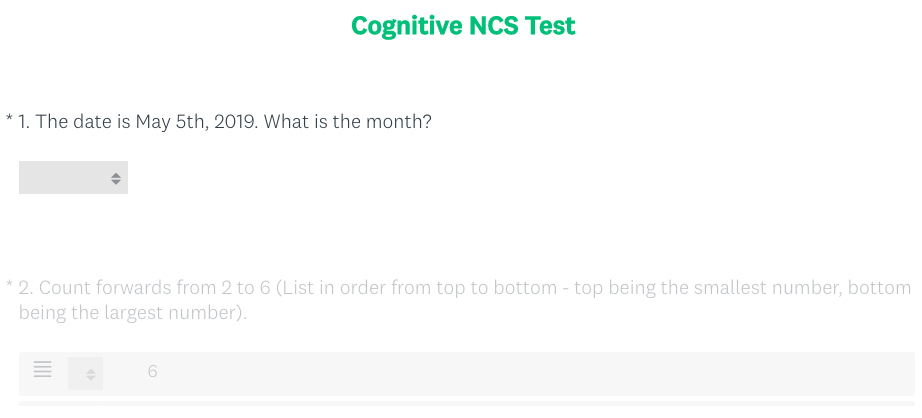 Cognitive NCS Test
* 1. The date is May 5th, 2019. What is the month?
* 2. Count forwards from 2 to 6 (List in order from top to bottom - top being the smallest number, bottom
being the largest number).
6